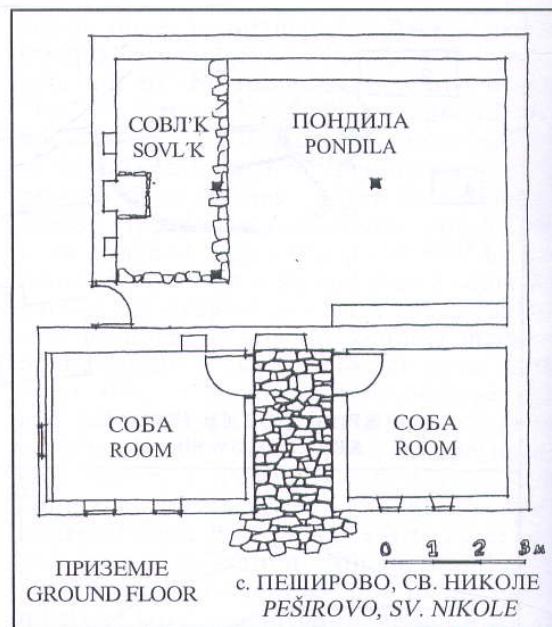 СОВЛ'К
SOVL'K
ПОНДИЛА
PONDILA
СОБА
ROOM
СОБА
ROOM
0 1 2 3 м
ПРИЗЕМЈЕ
GROUND FLOOR
с. ПЕШИРОВО, СВ. НИКОЛЕ
PEŠIROVO, SV. NIKOLE